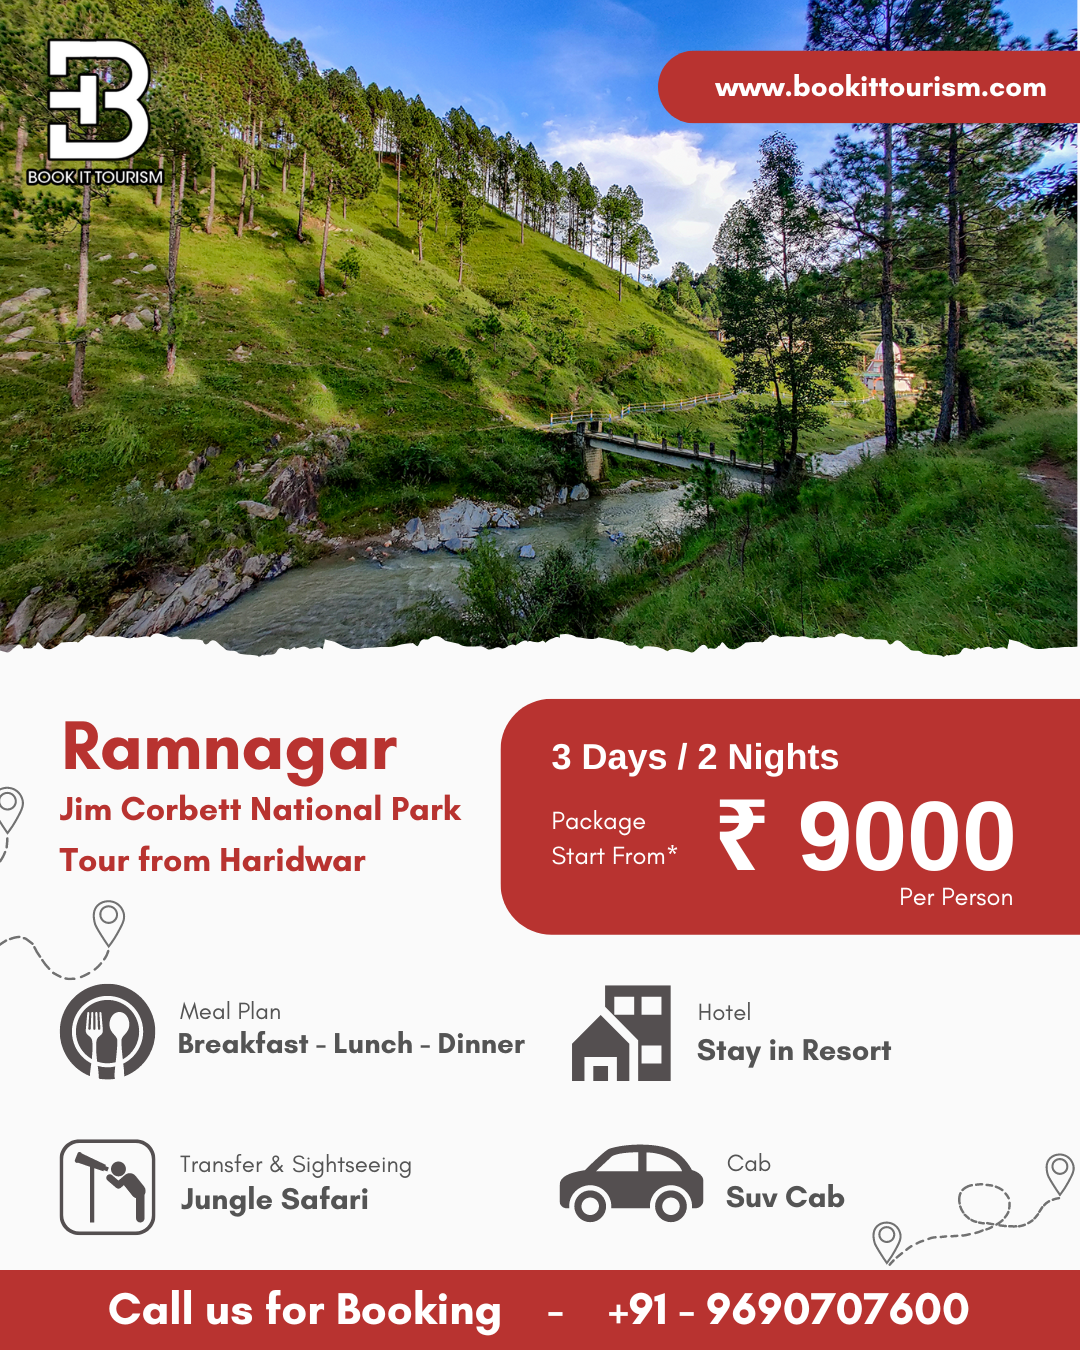 BOOK IT TOURISM
www.bookittourism.com
Ramnagar
Jim Corbett National Park
Tour from Haridwar
3 Days / 2 Nights
Package
Start From*
₹ 9000
Per Person
Meal Plan
Breakfast - Lunch - Dinner
Hotel
Stay in Resort
Transfer & Sightseeing
Jungle Safari
Cab
Suv Cab
Call us for Booking - +91 - 9690707600